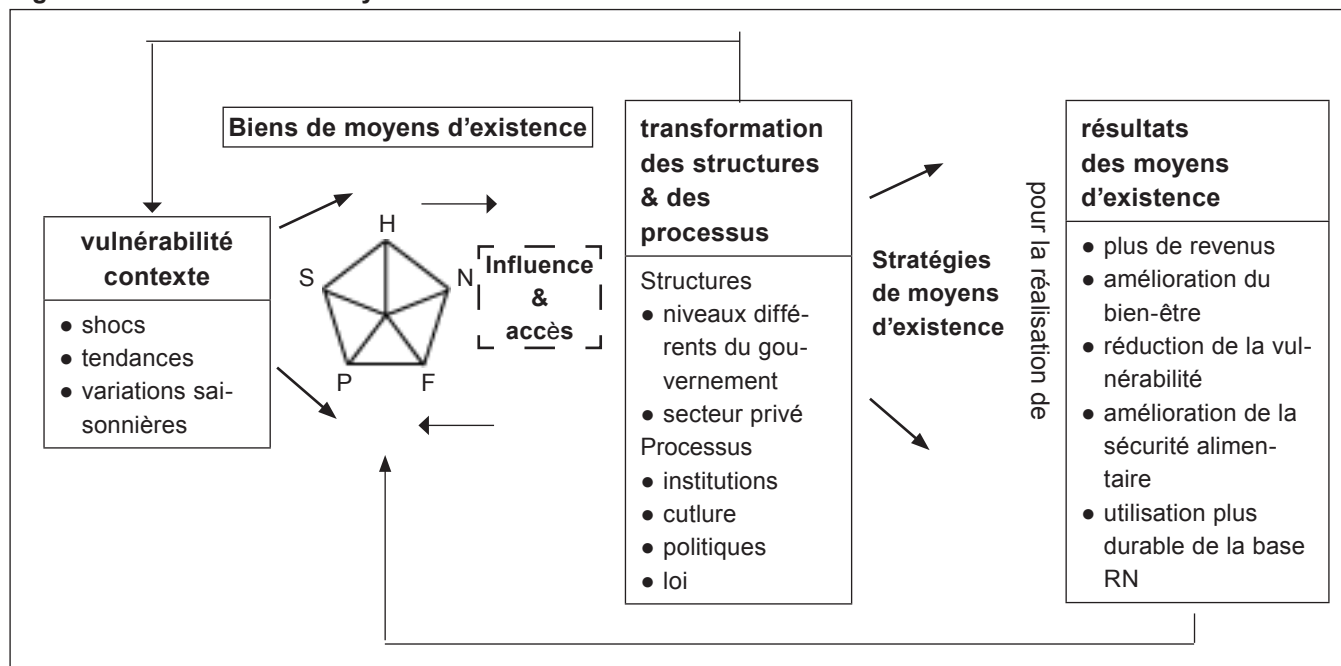 Biens de moyens d'existence
vulnérabilité
contexte
● shocs
● tendances
● variations sai-
sonnières
H
S
N
P
F
Influence
&
accès
transformation
des structures
& des
processus
Structures
● niveaux diffé-
rents du gou-
vernement
● secteur privé
Processus
● institutions
● cutlure
● politiques
● loi
Stratégies
de moyens
d'existence
pour la réalisation de
résultats
des moyens
d'existence
● plus de revenus
● amélioration du
bien-être
● réduction de la vul-
nérabilité
● amélioration de la
sécurité alimen-
taire
● utilisation plus
durable de la base
RN